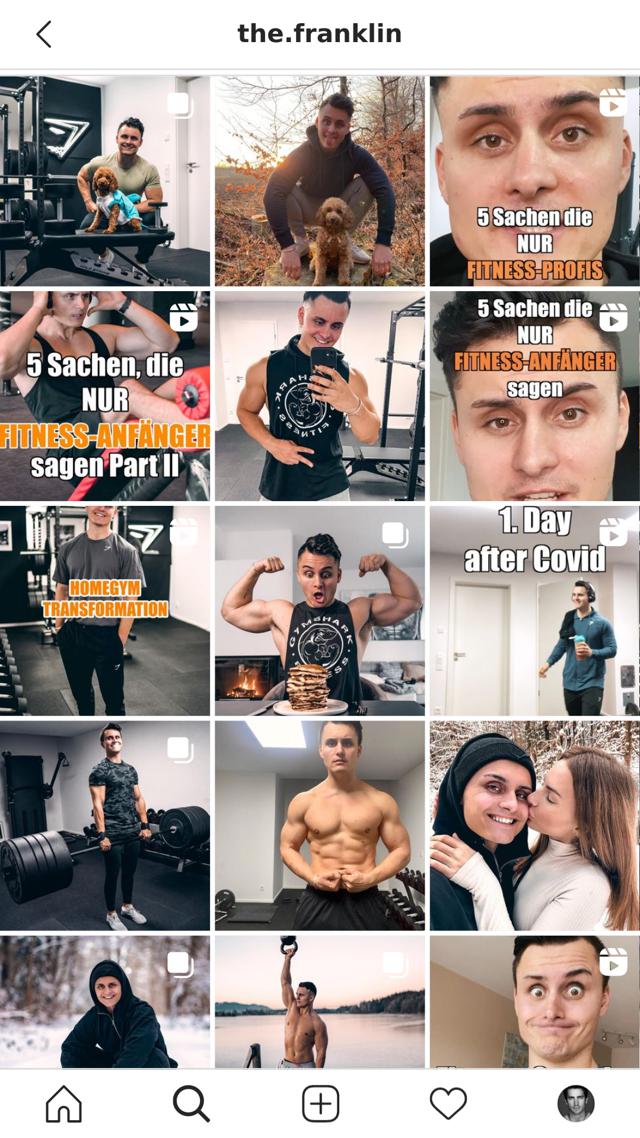 the.franklin
5 Sachen die
NUR
FITNESS-PROFIS
5 Sachen, die
NUR
FITNESS-ANFÄNGER
sagen Part II
5 Sachen die
NUR
FITNESS-ANFÄNGER
sagen
HOMEGYM
TRANSFORMATION
GYMSHARK
1. Day
after Covid